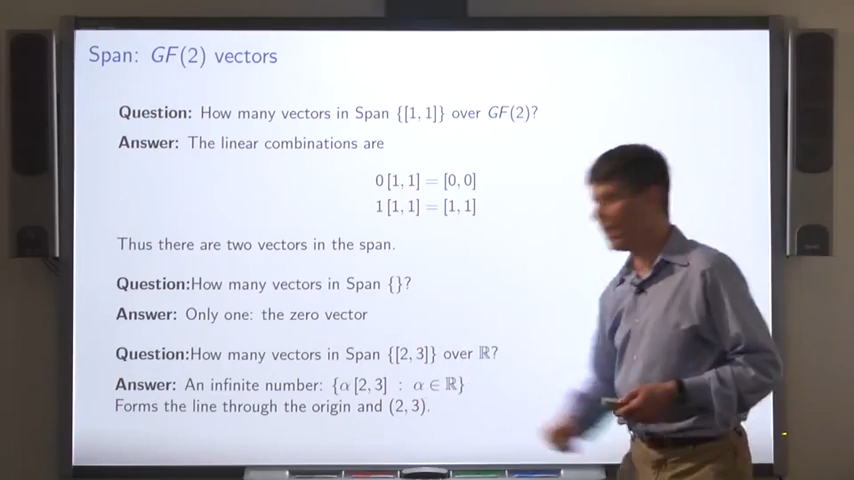 Span: GF(2) vectors
Question: How many vectors in Span {[1, 1]} over GF(2)?
Answer: The linear combinations are
0 [1, 1] = [0, 0]
1 [1, 1] = [1, 1]
Thus there are two vectors in the span.
Question:How many vectors in Span {}?
Answer: Only one: the zero vector
Question:How many vectors in Span {[2, 3]} over ℝ?
Answer: An infinite number: {α [2, 3] : α ∈ ℝ}
Forms the line through the origin and (2, 3).